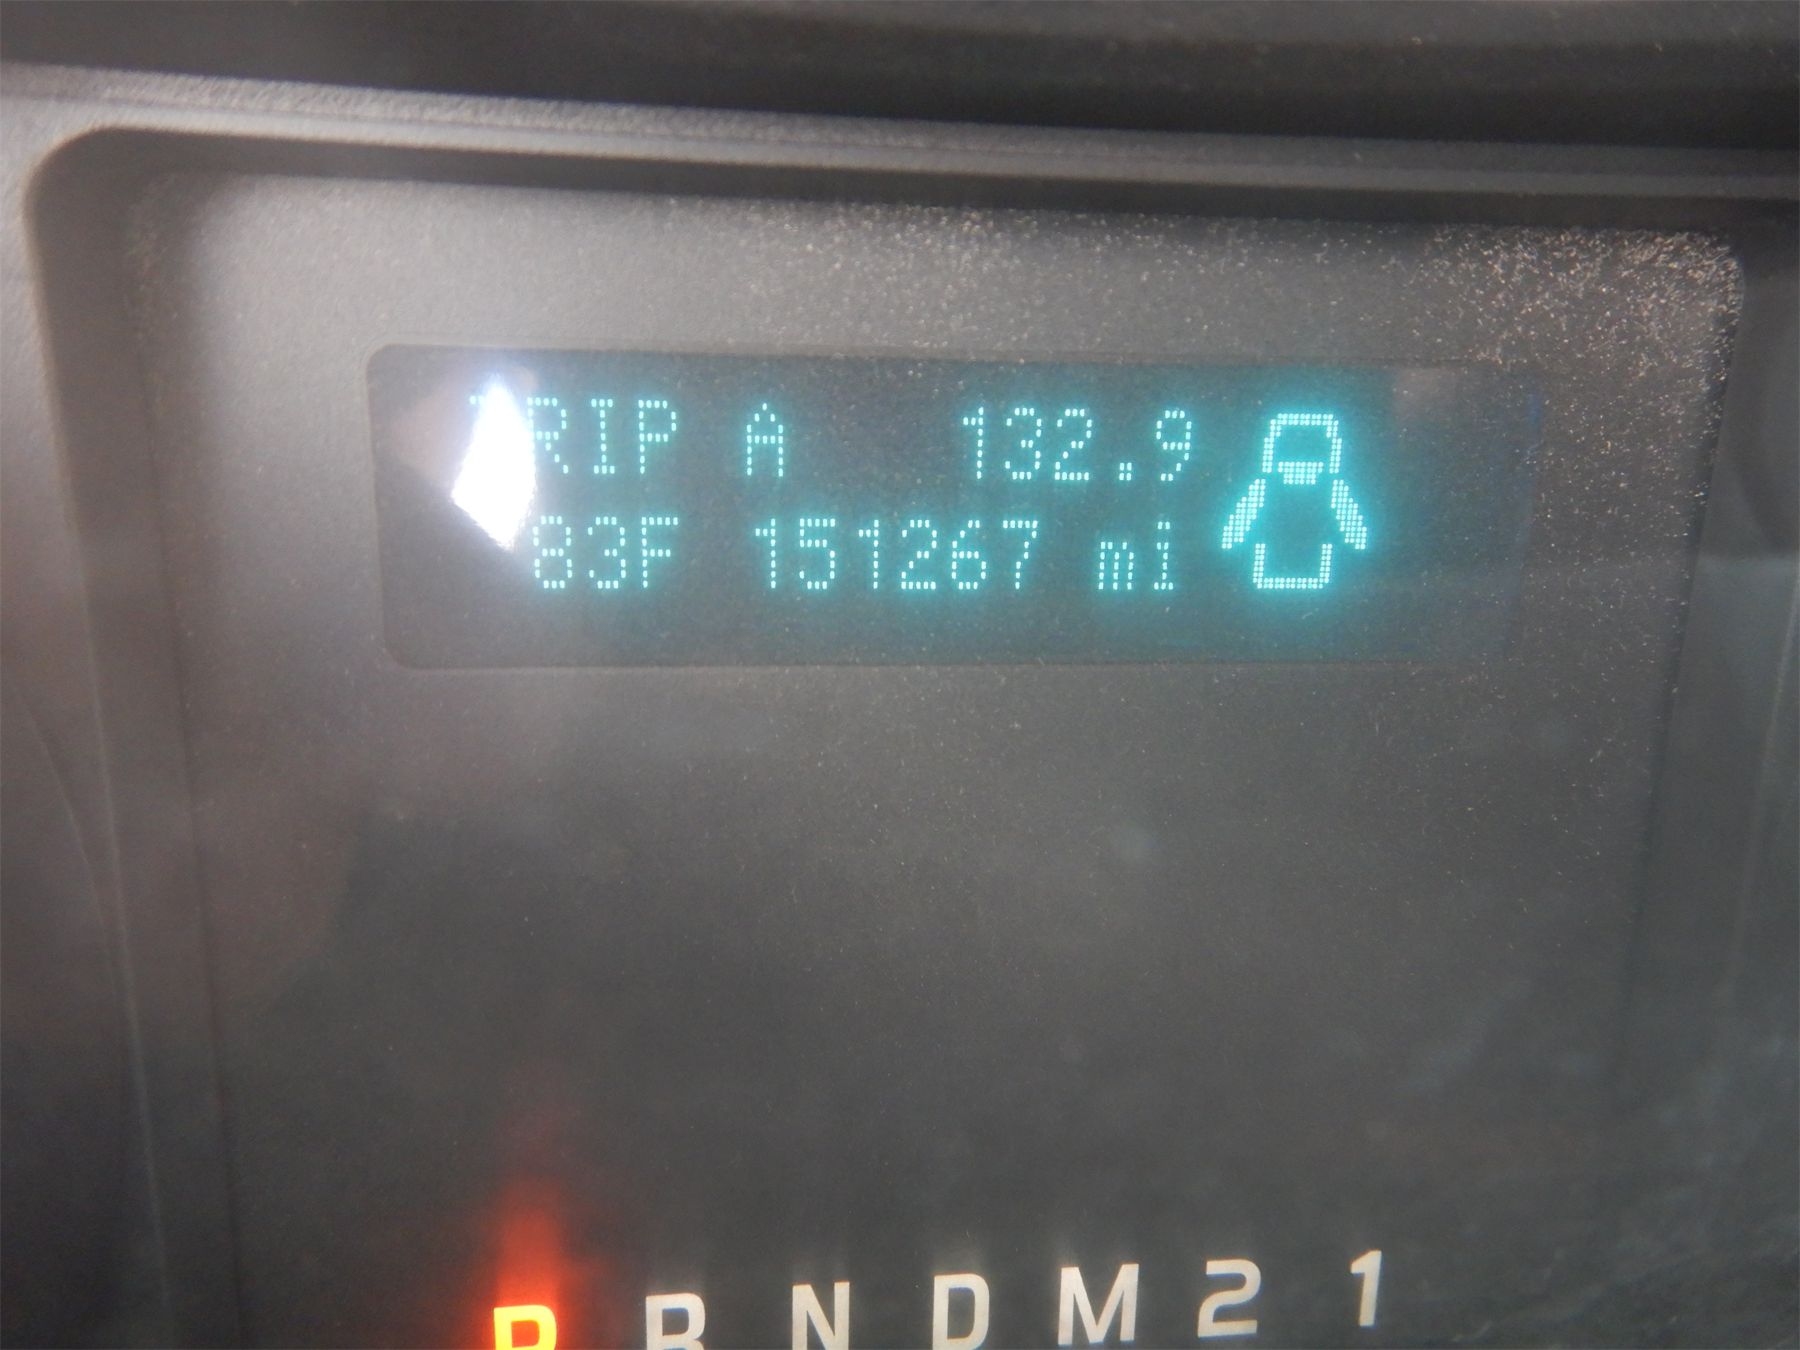 TRIP A 132.9
83F 151267 mi
P R N D M 2 1